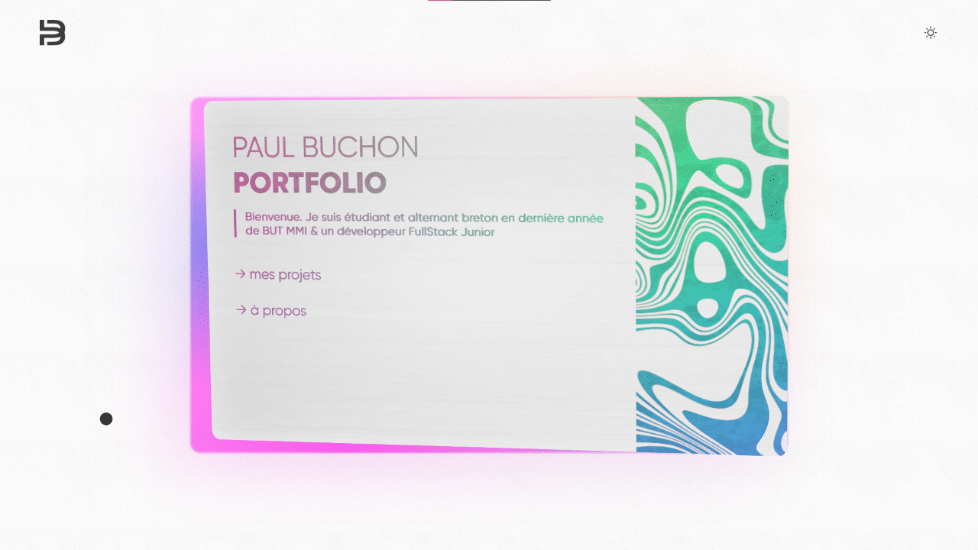 PAUL BUCHON
PORTFOLIO
Bienvenue. Je suis étudiant et alternant breton en dernière année
de BUT MMI & un développeur FullStack Junior
→ mes projets
→ à propos